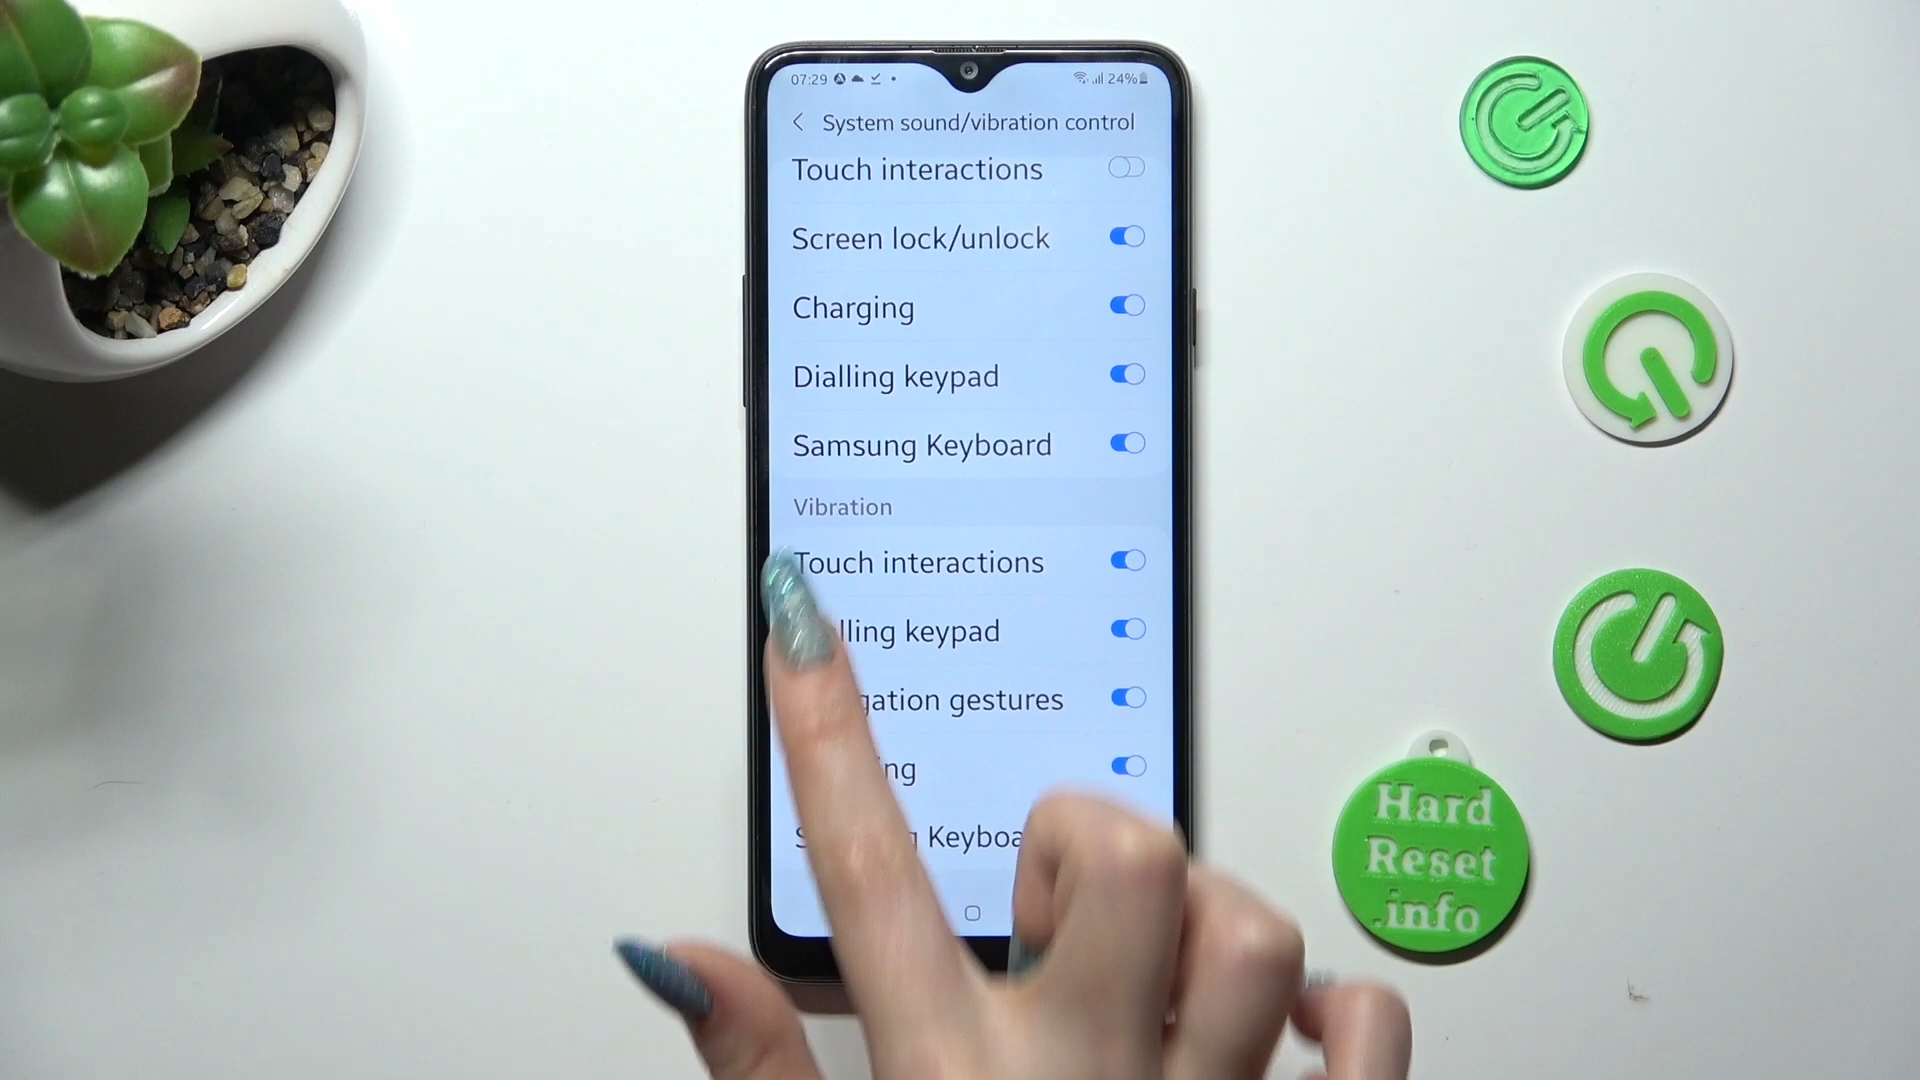 07:29
24%
System sound/vibration control
Touch interactions
Screen lock/unlock
Charging
Dialling keypad
Samsung Keyboard
Vibration
Touch interactions
lling keypad
gation gestures
ng
Keyboa
Hard
Reset
.info